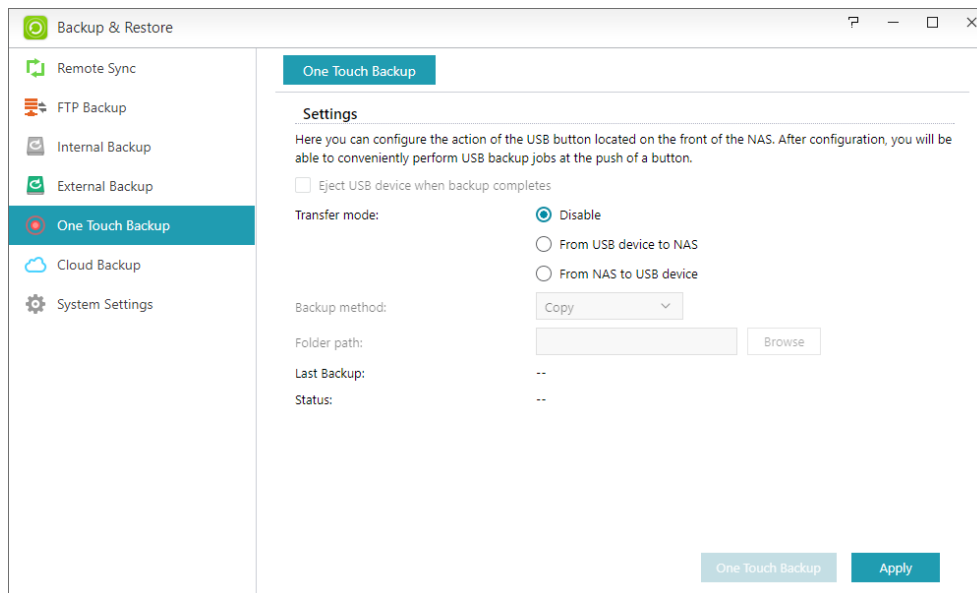 Backup & Restore
Remote Sync
FTP Backup
Internal Backup
External Backup
One Touch Backup
Cloud Backup
System Settings
One Touch Backup
Settings
Here you can configure the action of the USB button located on the front of the NAS. After configuration, you will be
able to conveniently perform USB backup jobs at the push of a button.
Eject USB device when backup completes
Transfer mode:
Disable
From USB device to NAS
From NAS to USB device
Backup method:
Copy
Folder path:
Browse
Last Backup:
--
Status:
--
One Touch Backup
Apply